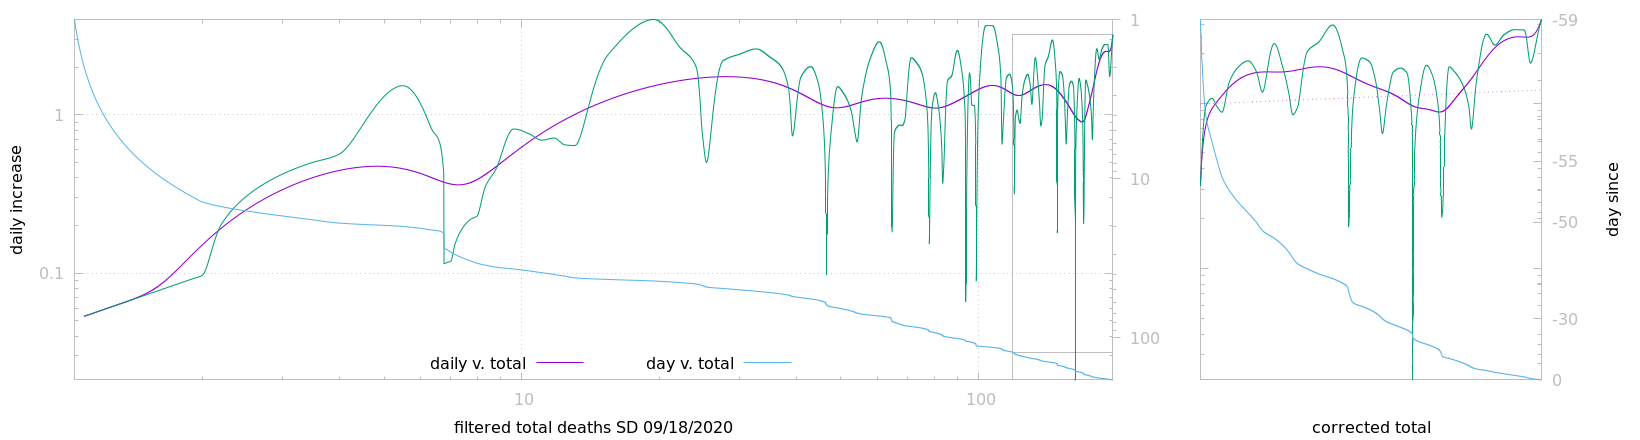 1
-59
1
daily increase
10
-55
-50
day since
0.1
-30
100
daily v. total
day v. total
0
10
100
filtered total deaths SD 09/18/2020
corrected total